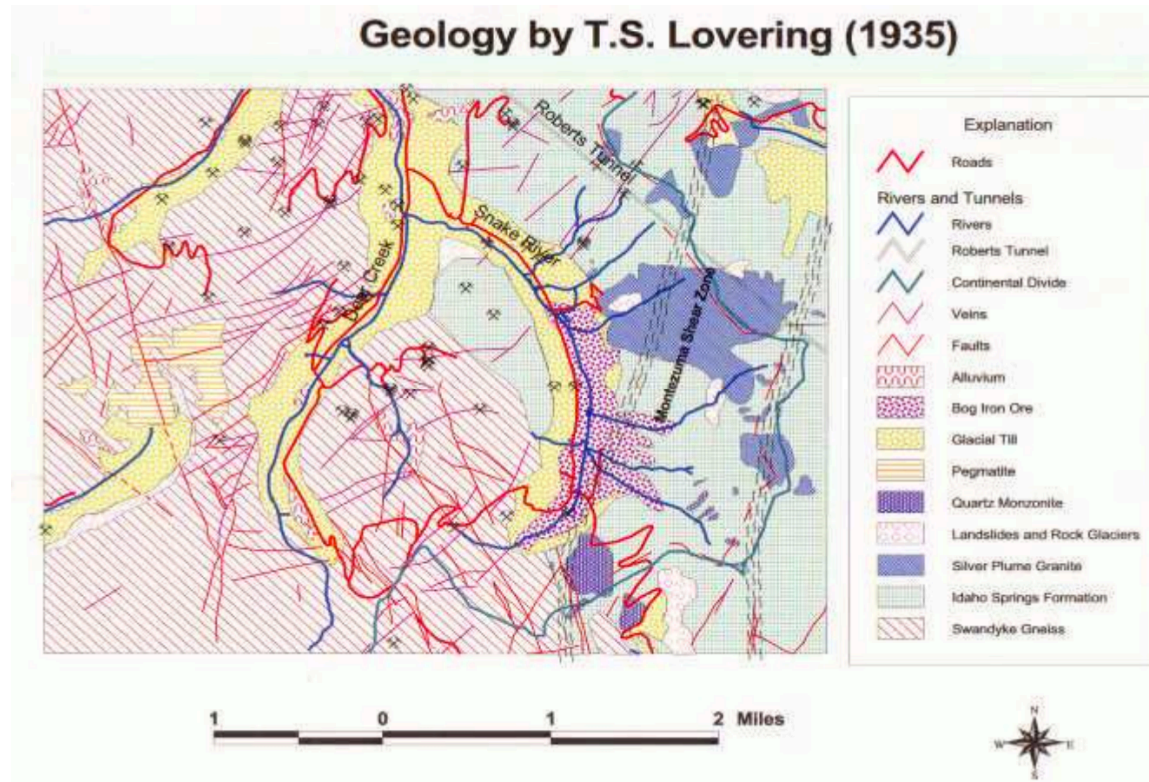 Geology by T.S. Lovering (1935)
Roberts Tunnel
Snake River
Deer Creek
Montezuma Shear Zone
Explanation
Roads
Rivers and Tunnels
Rivers
Roberts Tunnel
Continental Divide
Veins
Faults
Alluvium
Bog Iron Ore
Glacial Till
Pegmatite
Quartz Monzonite
Landslides and Rock Glaciers
Silver Plume Granite
Idaho Springs Formation
Swandyke Gneiss
1 0 1 2 Miles
N
W E
S